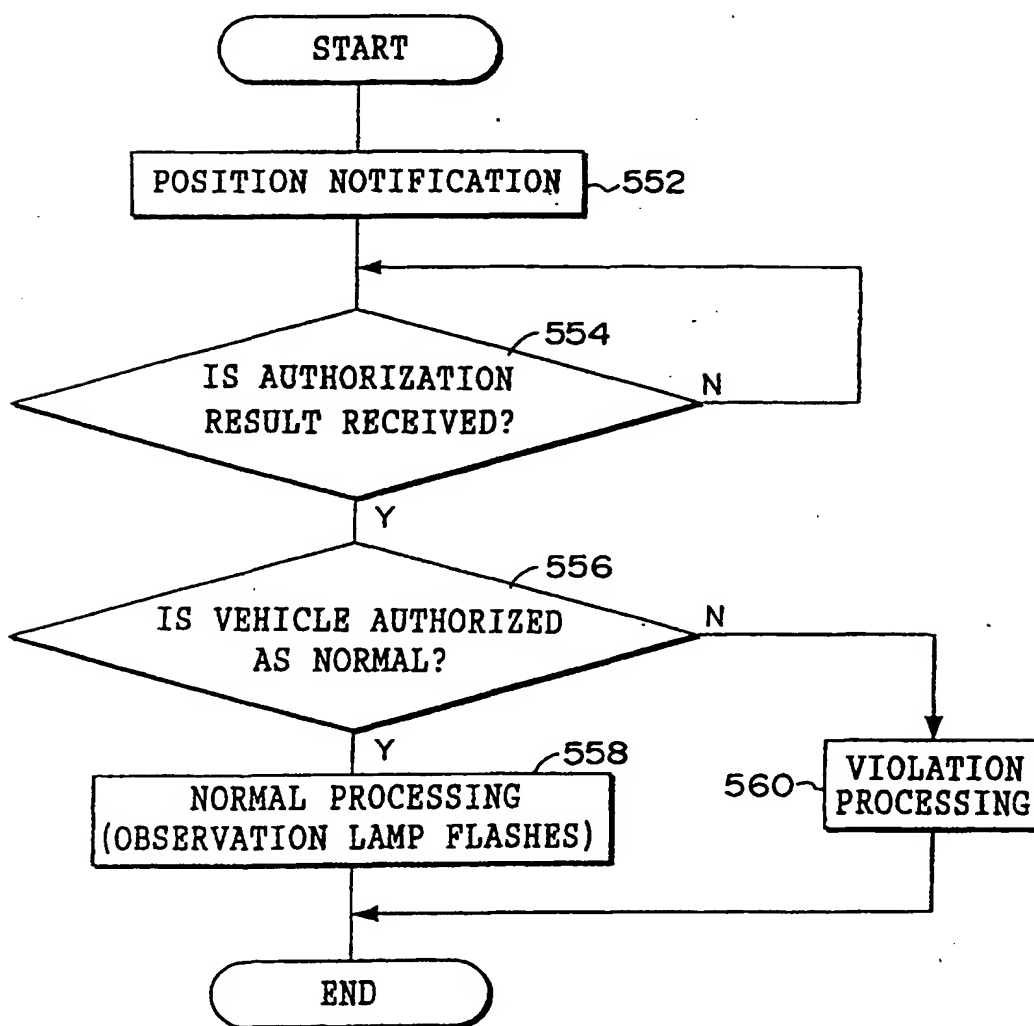 START
POSITION NOTIFICATION
552
554
IS AUTHORIZATION
RESULT RECEIVED?
N
Y
556
IS VEHICLE AUTHORIZED
AS NORMAL?
N
Y
558
NORMAL PROCESSING
(OBSERVATION LAMP FLASHES)
560
VIOLATION
PROCESSING
END